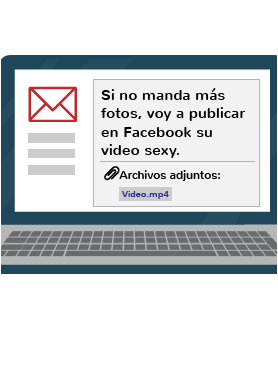 Si no manda más
fotos, voy a publicar
en Facebook su
video sexy.
Archivos adjuntos:
Video.mp4